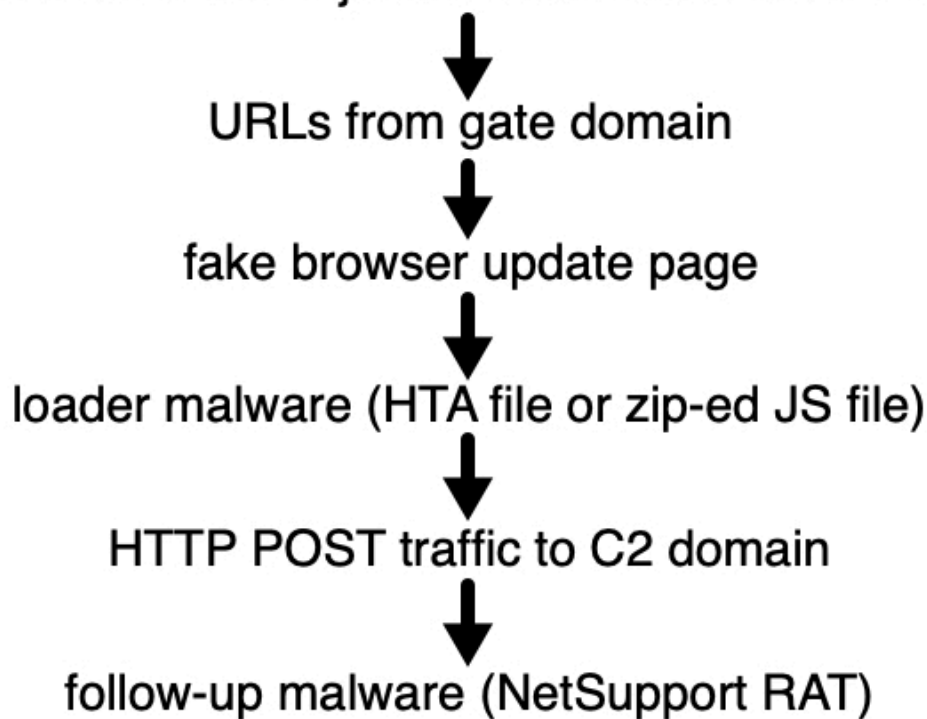 URLs from gate domain
fake browser update page
loader malware (HTA file or zip-ed JS file)
HTTP POST traffic to C2 domain
follow-up malware (NetSupport RAT)